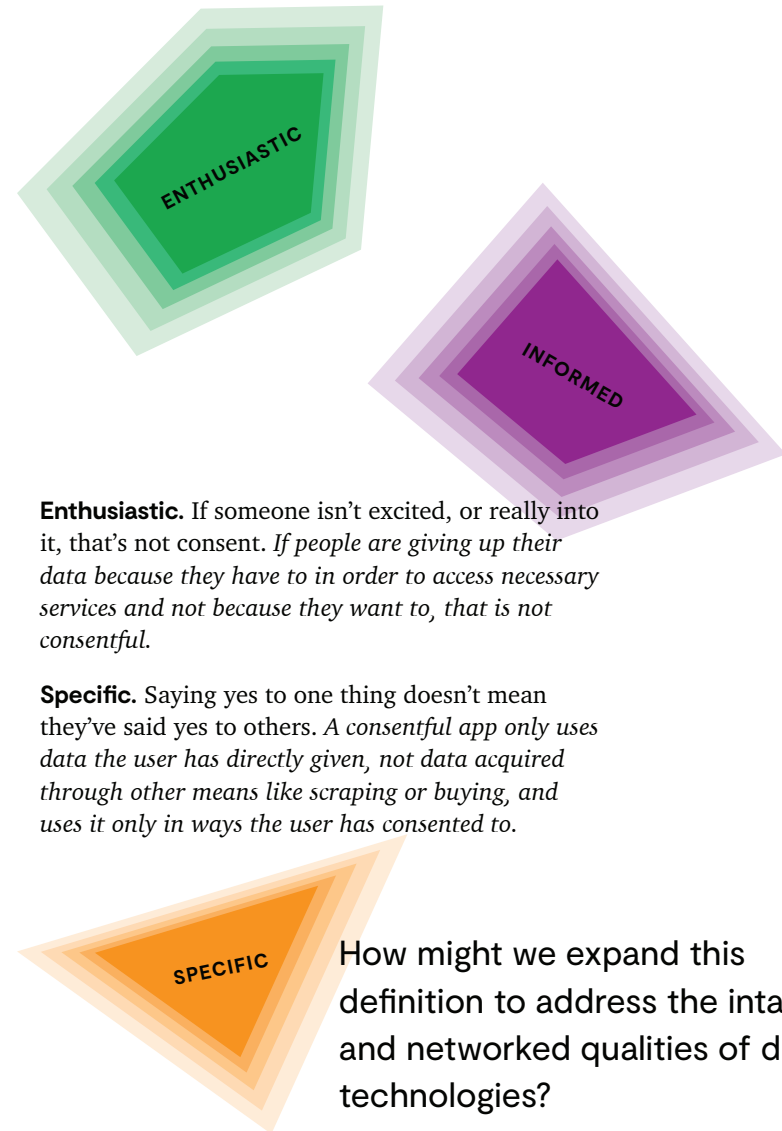 ENTHUSIASTIC
INFORMED
Enthusiastic. If someone isn’t excited, or really into
it, that’s not consent. If people are giving up their
data because they have to in order to access necessary
services and not because they want to, that is not
consentful.
Specific. Saying yes to one thing doesn’t mean
they’ve said yes to others. A consentful app only uses
data the user has directly given, not data acquired
through other means like scraping or buying, and
uses it only in ways the user has consented to.
SPECIFIC
How might we expand this
definition to address the
and networked qualities of
technologies?